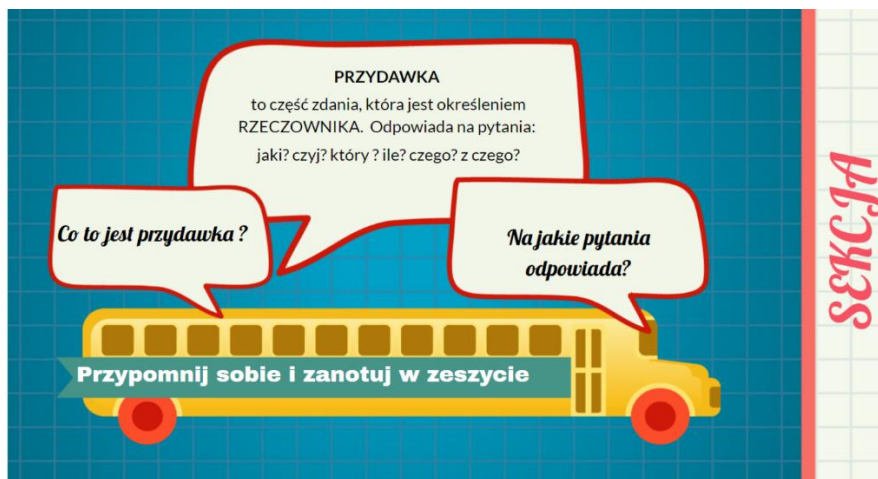 PRZYDAWKA
to część zdania, która jest określeniem
RZECZOWNIKA. Odpowiada na pytania:
jaki? czyj? który ? ile? czego? z czego?
Co to jest przydawka ?
Na jakie pytania
odpowiada?
Przypomnij sobie i zanotuj w zeszycie
SEKCJA